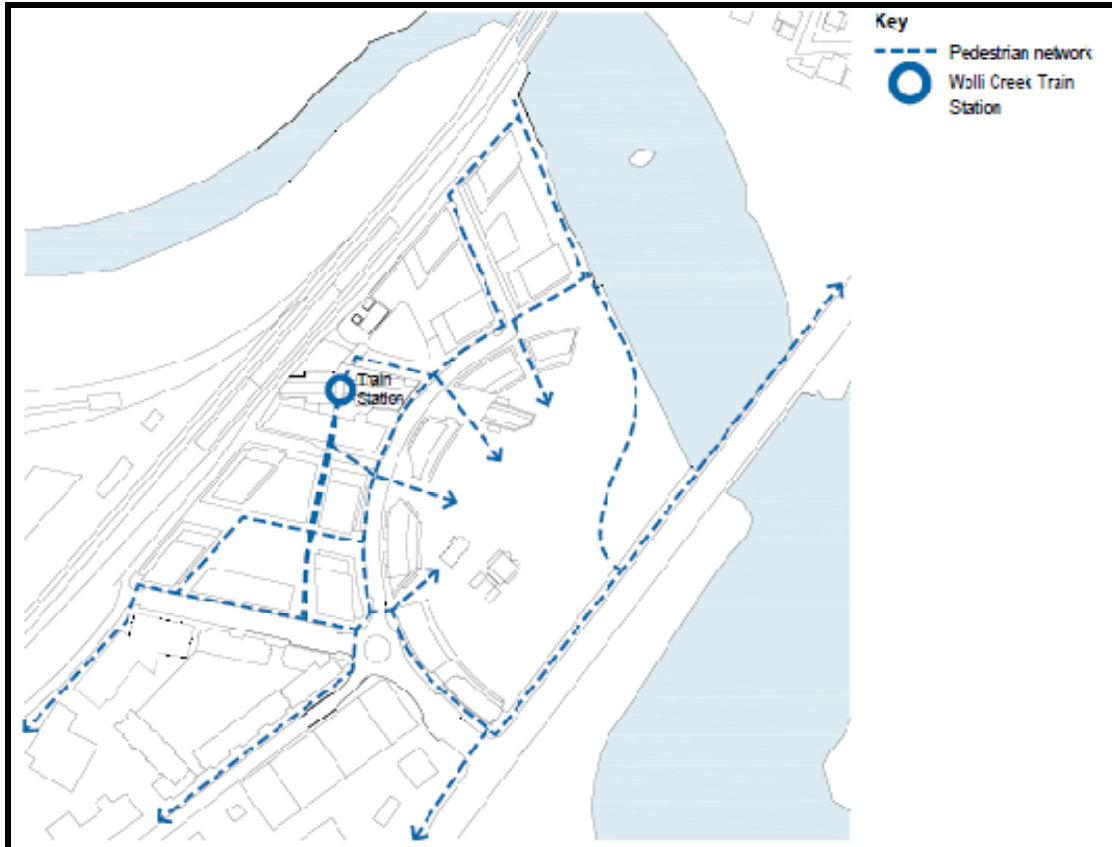 Key
Pedestrian network
Wolli Creek Train
Station
Train
Station